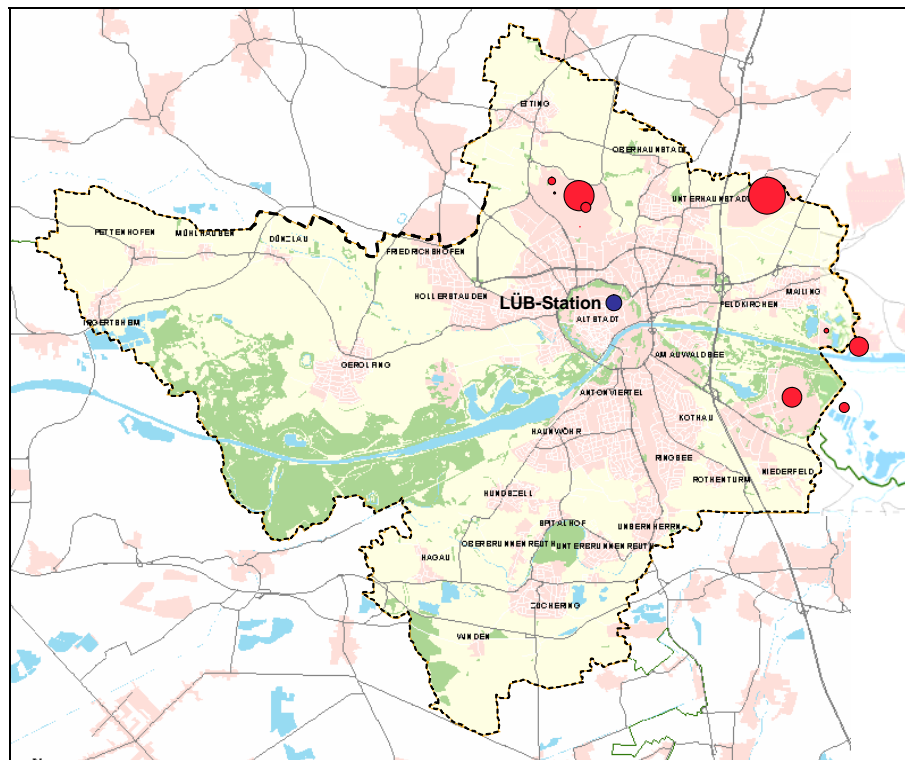 ETTING
OBERHAUNSTADT
UNTERHAUNSTADT
PETTENHOFEN
MÜHLHAUSEN
DÜNZLAU
FRIEDRICHSHOFEN
HOLLERSTAUDEN
MAILING
FELDKIRCHEN
LÜB-Station
ALTSTADT
IRGERTSHEIM
GEROLFING
AM AUWALDSEE
ANTONVIERTEL
KOTHAU
HAUNWÖHR
RINGSEE
NIEDERFELD
ROTHENTURM
HUNDSZELL
SPITALHOF
UNSERNHERRN
OBERBRUNNENREUTH
UNTERBRUNNENREUTH
HAGAU
ZUCHERING
WINDEN